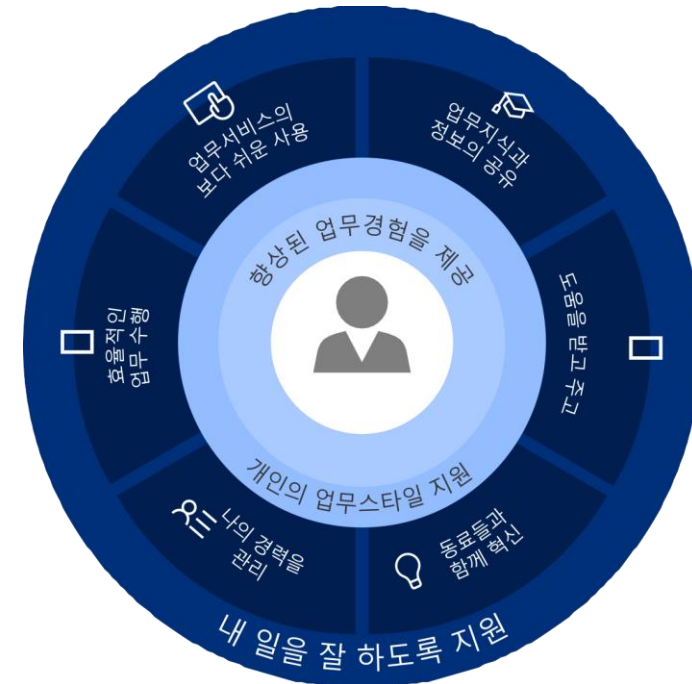 업무서비스의
보다 쉬운 사용
업무지식과
정보의 공유
향상된 업무경험을 제공
효율적인
업무 수행
도움을 받고 주고
개인의 업무스타일 지원
나의 경력을
관리
동료들과
함께 혁신
내 일을 잘 하도록 지원